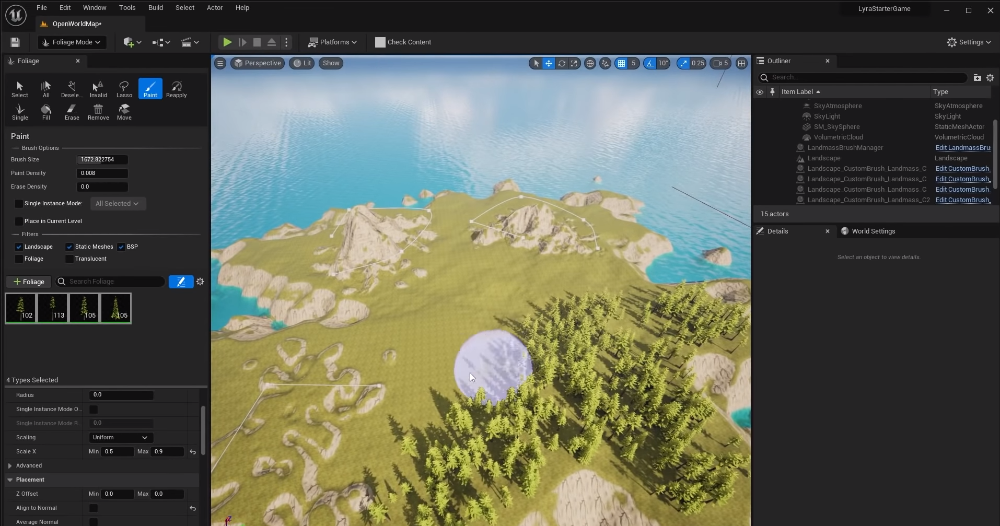 File Edit Window Tools Build Select Actor Help
LyraStarterGame
OpenWorldMap*
Foliage Mode
Platforms
Check Content
Settings
Foliage
Select All Desele... Invalid Lasso Paint Reapply
Single Fill Erase Remove Move
Paint
Brush Options
Brush Size 1672.822754
Paint Density 0.008
Erase Density 0.0
Single Instance Mode: All Selected
Place in Current Level
Filters
Landscape Static Meshes BSP
Foliage Translucent
Foliage Search Foliage
102 113 105 105
4 Types Selected
Radius 0.0
Single Instance Mode O...
Single Instance Mode R... 0.0
Scaling Uniform
Scale X Min 0.5 Max 0.9
Advanced
Placement
Z Offset Min 0.0 Max 0.0
Align to Normal
Average Normal
Perspective Lit Show
5 10° 0.25 5
Z
Outliner
Search...
Item Label Type
SkyAtmosphere SkyAtmosphere
SkyLight SkyLight
SM_SkySphere StaticMeshActor
VolumetricCloud VolumetricCloud
LandmassBrushManager Edit LandmassBrus
Landscape Landscape
Landscape_CustomBrush_Landmass_C Edit CustomBrush_
Landscape_CustomBrush_Landmass_C Edit CustomBrush_
Landscape_CustomBrush_Landmass_C Edit CustomBrush_
Landscape_CustomBrush_Landmass_C2 Edit CustomBrush_
15 actors
Details World Settings
Select an object to view details.